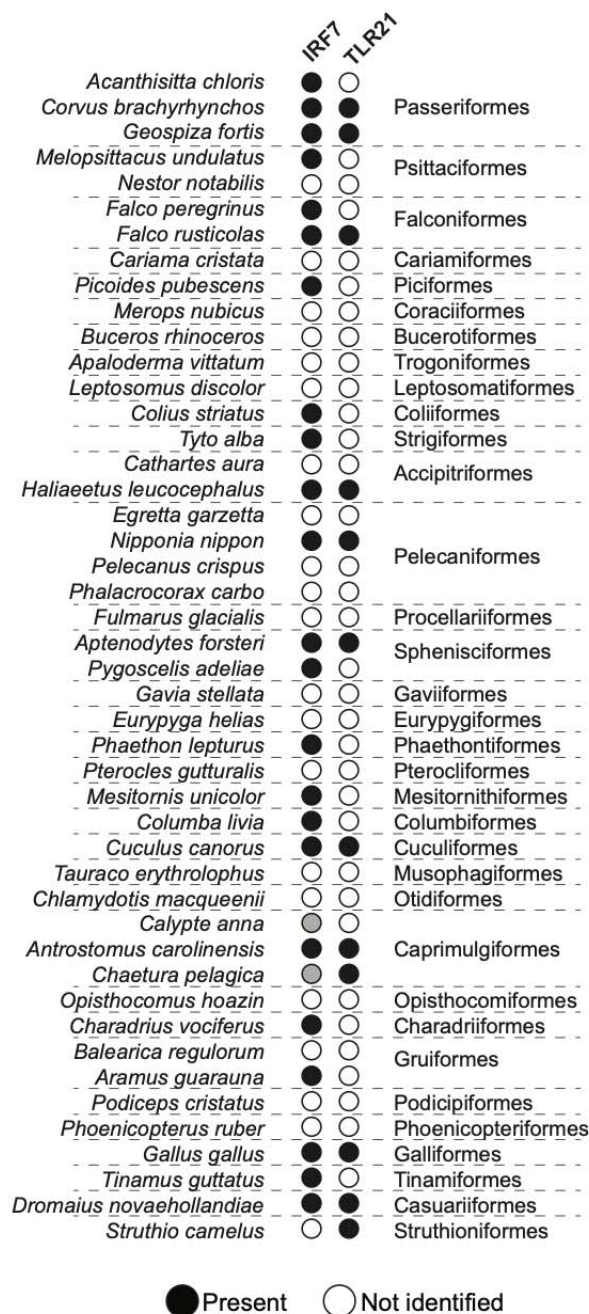 IRF7 TLR21
Acanthisitta chloris
Corvus brachyrhynchos Passeriformes
Geospiza fortis
Melopsittacus undulatus Psittaciformes
Nestor notabilis
Falco peregrinus Falconiformes
Falco rusticolas
Cariama cristata Cariamiformes
Picoides pubescens Piciformes
Merops nubicus Coraciiformes
Buceros rhinoceros Bucerotiformes
Apaloderma vittatum Trogoniformes
Leptosomus discolor Leptosomatiformes
Colius striatus Coliiformes
Tyto alba Strigiformes
Cathartes aura Accipitriformes
Haliaeetus leucocephalus
Egretta garzetta
Nipponia nippon Pelecaniformes
Pelecanus crispus
Phalacrocorax carbo
Fulmarus glacialis Procellariiformes
Aptenodytes forsteri Sphenisciformes
Pygoscelis adeliae
Gavia stellata Gaviiformes
Eurypyga helias Eurypygiformes
Phaethon lepturus Phaethontiformes
Pterocles gutturalis Pterocliformes
Mesitornis unicolor Mesitornithiformes
Columba livia Columbiformes
Cuculus canorus Cuculiformes
Tauraco erythrolophus Musophagiformes
Chlamydotis macqueenii Otidiformes
Calypte anna
Antrostomus carolinensis Caprimulgiformes
Chaetura pelagica
Opisthocomus hoazin Opisthocomiformes
Charadrius vociferus Charadriiformes
Balearica regulorum Gruiformes
Aramus guarauna
Podiceps cristatus Podicipiformes
Phoenicopterus ruber Phoenicopteriformes
Gallus gallus Galliformes
Tinamus guttatus Tinamiformes
Dromaius novaehollandiae Casuariiformes
Struthio camelus Struthioniformes
Present Not identified